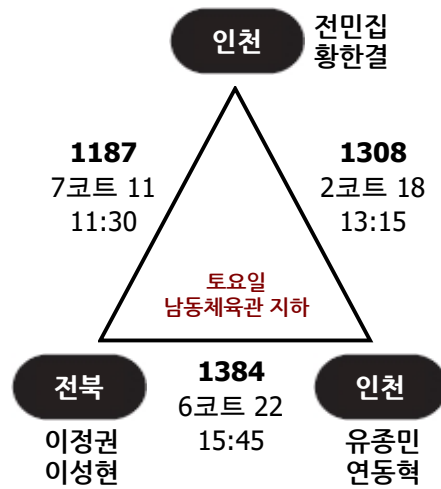 인천
전민집
황한결
1187
7코트 11
11:30
1308
2코트 18
13:15
토요일
남동체육관 지하
전북
이정권
이성현
1384
6코트 22
15:45
인천
유종민
연동혁